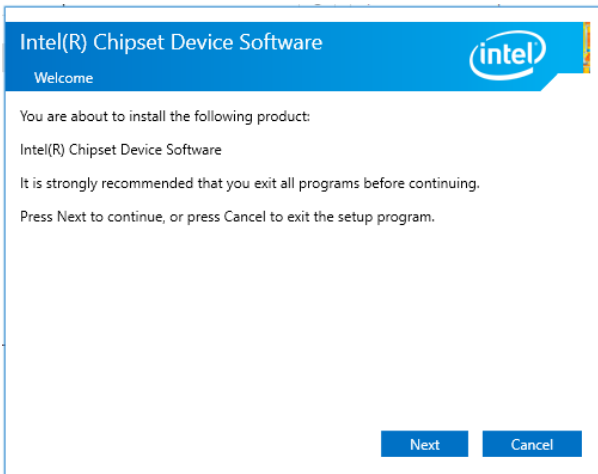 Intel(R) Chipset Device Software
intel
Welcome
You are about to install the following product:
Intel(R) Chipset Device Software
It is strongly recommended that you exit all programs before continuing.
Press Next to continue, or press Cancel to exit the setup program.
Next
Cancel